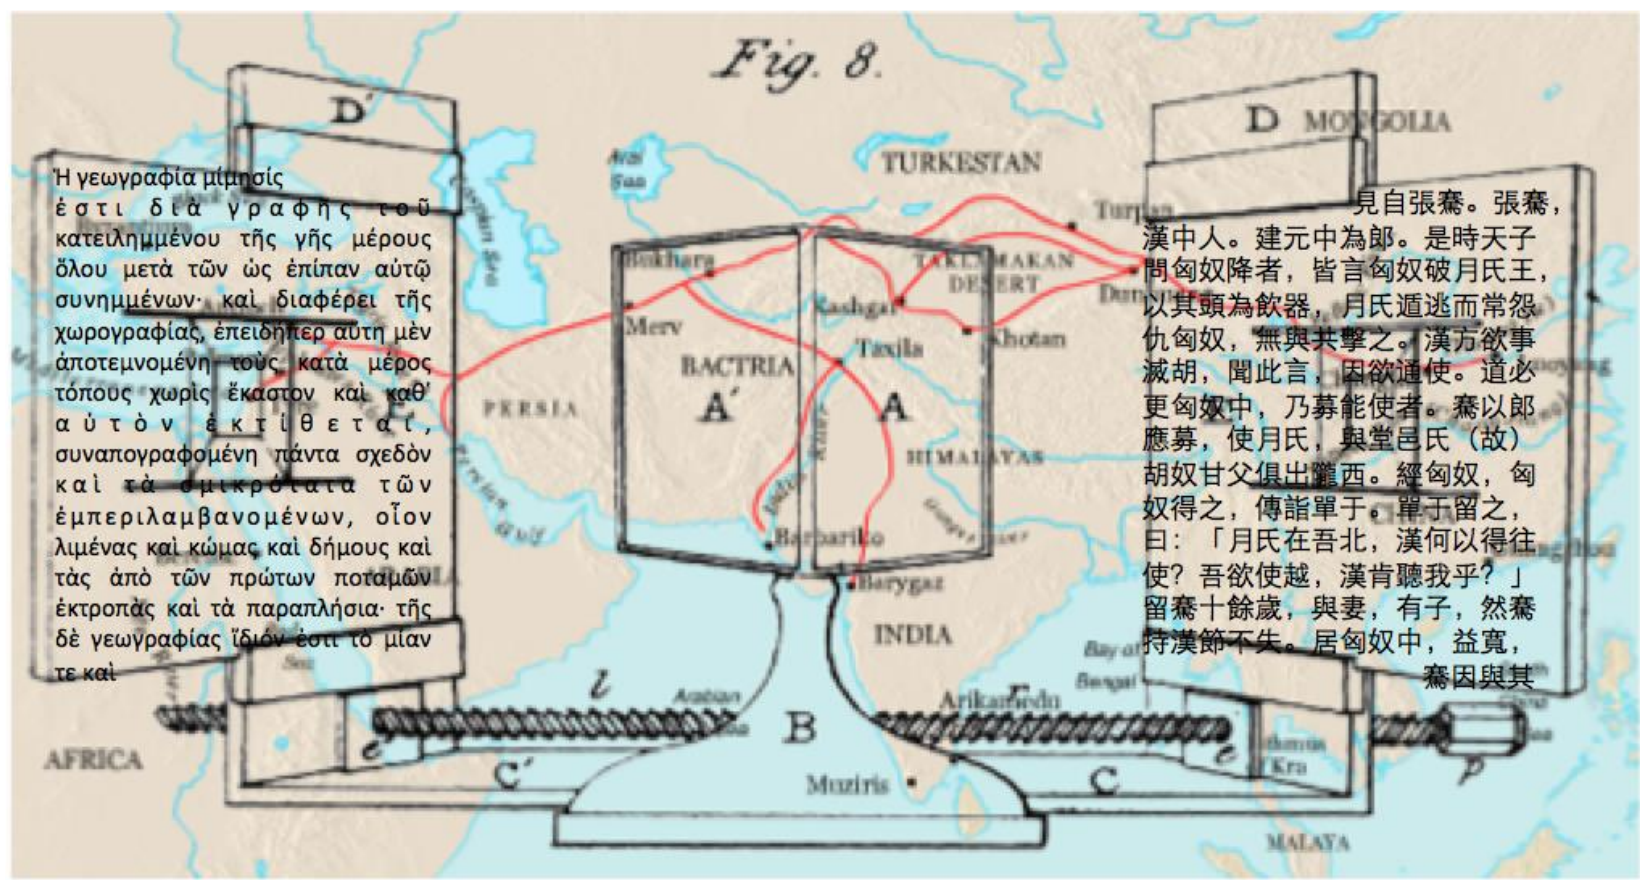 Fig. 8.
D'
D
MONGOLIA
Aral
Sea
TURKESTAN
Caspian Sea
Turpan
Ἡ γεωγραφία μίμησίς
ἐστι διὰ γραφῆς τοῦ
κατειλημμένου τῆς γῆς μέρους
ὅλου μετὰ τῶν ὡς ἐπίπαν αὐτῷ
συνημμένων· καὶ διαφέρει τῆς
χωρογραφίας, ἐπειδήπερ αὕτη μὲν
ἀποτεμνομένη τοὺς κατὰ μέρος
τόπους χωρὶς ἕκαστον καὶ καθ’
αὑτὸν ἐκτίθεται,
συναπογραφομένη πάντα σχεδὸν
καὶ τὰ σμικρότατα τῶν
ἐμπεριλαμβανομένων, οἷον
λιμένας καὶ κώμας καὶ δήμους καὶ
τὰς ἀπὸ τῶν πρώτων ποταμῶν
ἐκτροπὰς καὶ τὰ παραπλήσια· τῆς
δὲ γεωγραφίας ἴδιόν ἐστι τὸ μίαν
τε καὶ
Bukhara
TAKLA MAKAN
DESERT
Kashgar
Merv
Khotan
Taxila
BACTRIA
PERSIA
A'
A
HIMALAYAS
Persian
Gulf
Indus
Barbariko
Barygaz
INDIA
見自張騫。張騫，
漢中人。建元中為郎。是時天子
問匈奴降者，皆言匈奴破月氏王，
以其頭為飲器，月氏遁逃而常怨
仇匈奴，無與共擊之。漢方欲事
滅胡，聞此言，因欲通使。道必
更匈奴中，乃募能使者。騫以郎
應募，使月氏，與堂邑氏（故）
胡奴甘父俱出隴西。經匈奴，匈
奴得之，傳詣單于。單于留之，
曰：「月氏在吾北，漢何以得往
使？吾欲使越，漢肯聽我乎？」
留騫十餘歲，與妻，有子，然騫
持漢節不失。居匈奴中，益寬，
騫因與其
CHINA
Bay of
Bengal
l
Arabian
r
Arikamedu
B
e
e
Kra
AFRICA
C'
C
p
Muziris
MALAYA